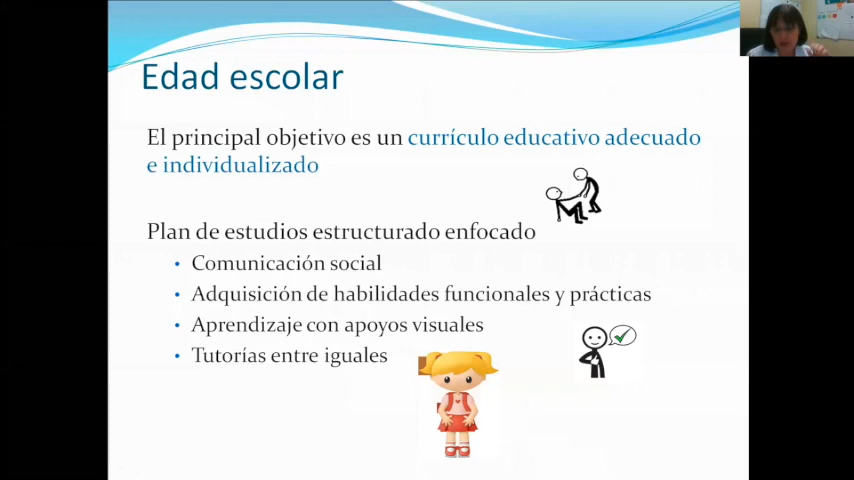 Edad escolar
El principal objetivo es un currículo educativo adecuado
e individualizado
Plan de estudios estructurado enfocado
• Comunicación social
• Adquisición de habilidades funcionales y prácticas
• Aprendizaje con apoyos visuales
• Tutorías entre iguales